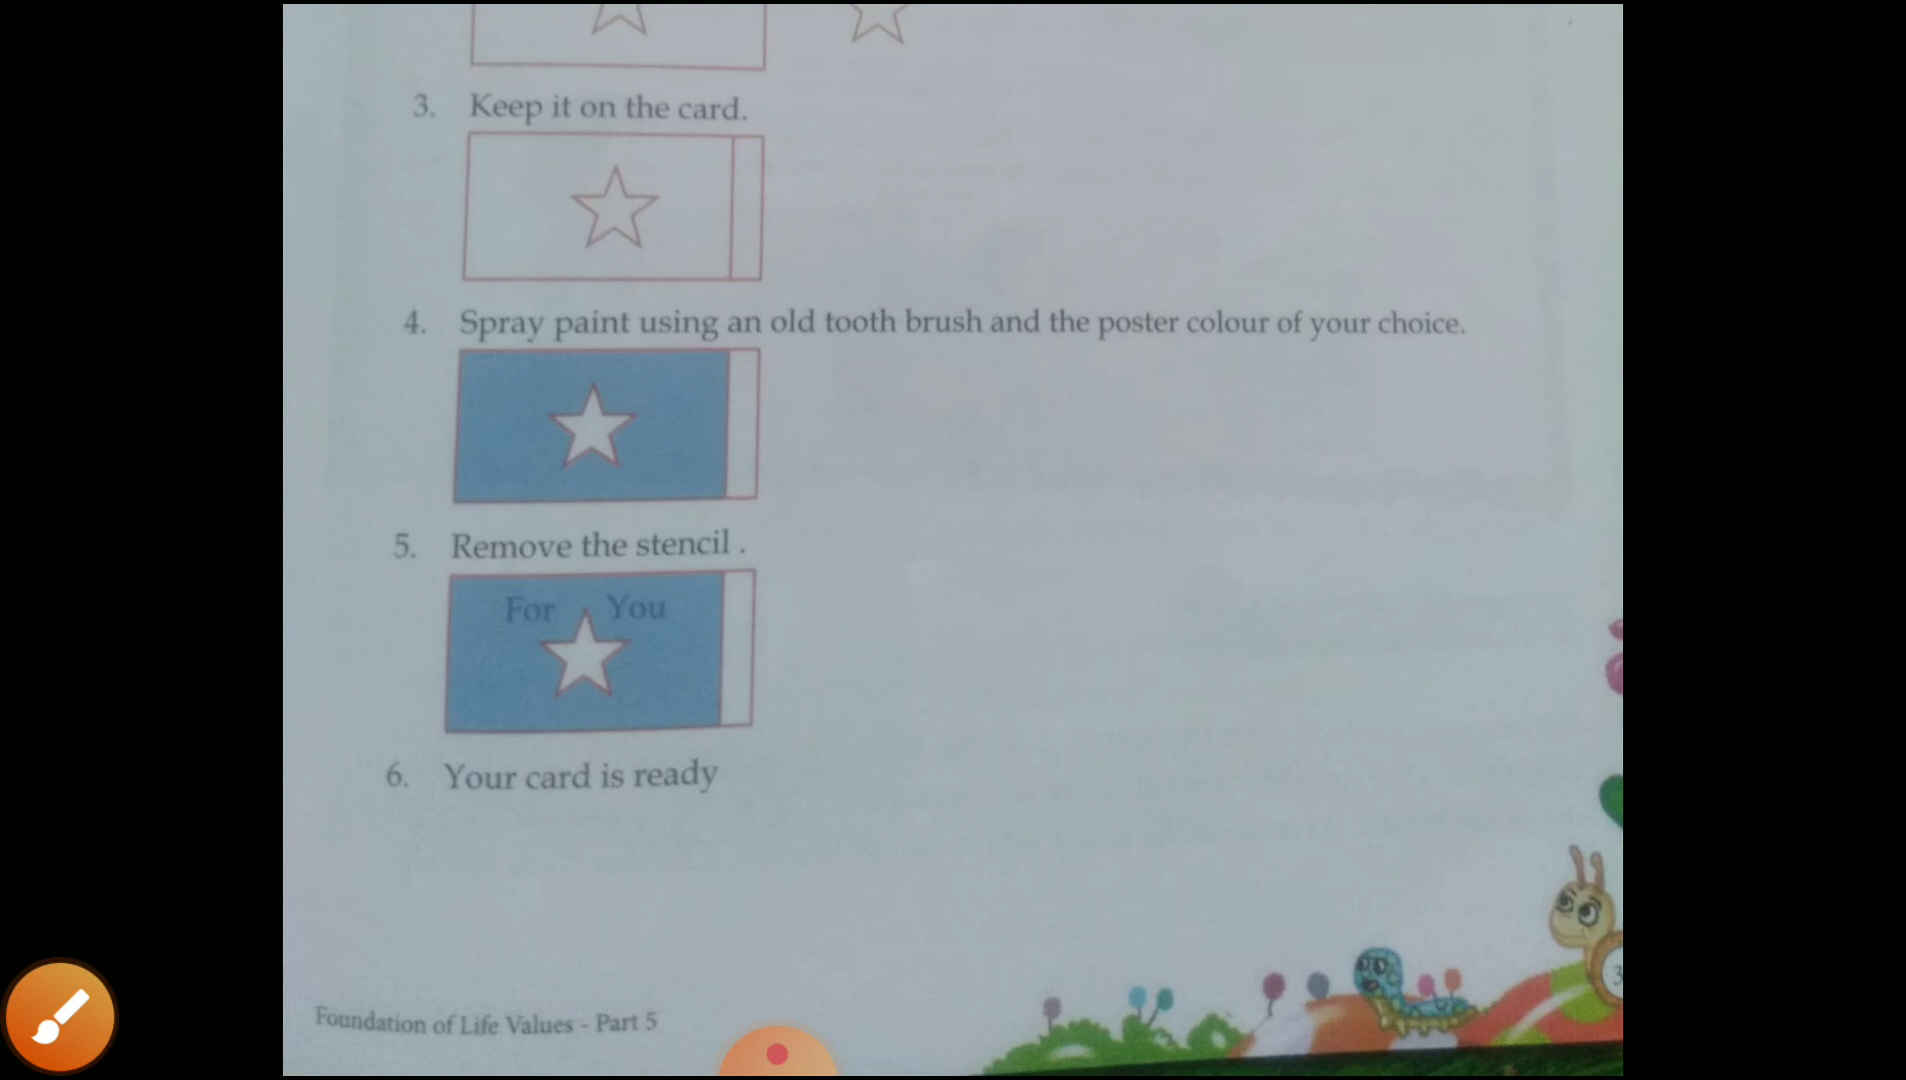 3. Keep it on the card.
4. Spray paint using an old tooth brush and the poster colour of your choice.
5. Remove the stencil .
For You
6. Your card is ready
Foundation of Life Values - Part 5